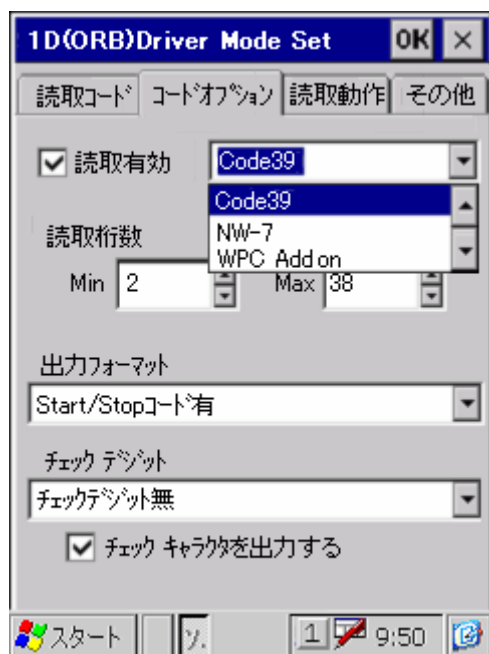 1D(ORB)Driver Mode Set OK ×
読取コード コードオプション 読取動作 その他
読取有効 Code39
Code39
NW-7
WPC Addon
読取桁数
Min 2 Max 38
出力フォーマット
Start/Stopコード有
チェック デジット
チェックデジット無
チェック キャラクタを出力する
スタート ソ. 1 9:50